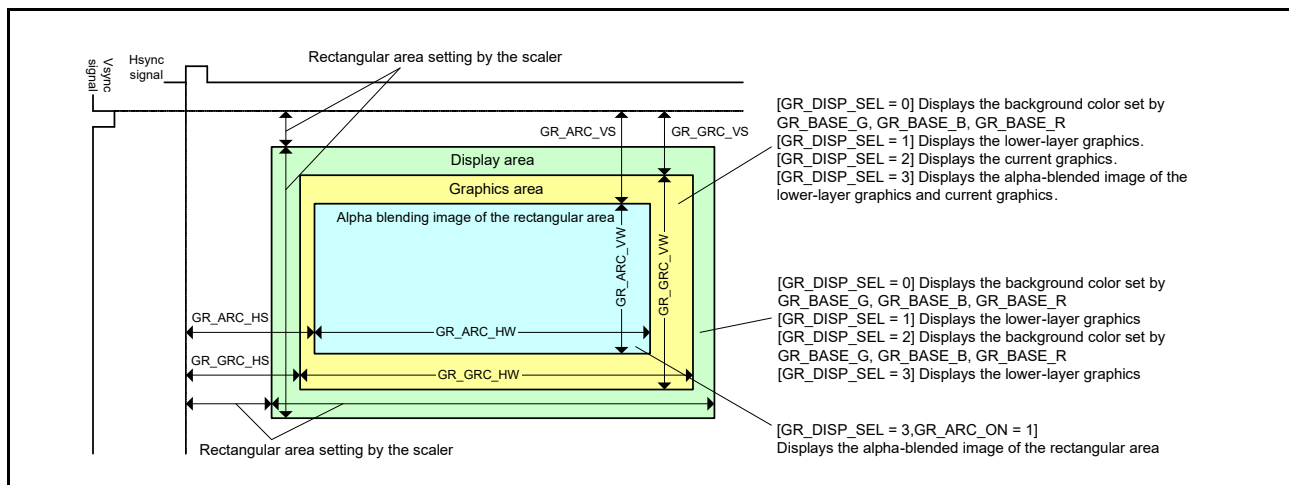 Rectangular area setting by the scaler
Hsync
signal
Vsync
signal
GR_ARC_VS
GR_GRC_VS
[GR_DISP_SEL = 0] Displays the background color set by
GR_BASE_G, GR_BASE_B, GR_BASE_R
[GR_DISP_SEL = 1] Displays the lower-layer graphics.
[GR_DISP_SEL = 2] Displays the current graphics.
[GR_DISP_SEL = 3] Displays the alpha-blended image of the
lower-layer graphics and current graphics.
Display area
Graphics area
Alpha blending image of the rectangular area
GR_ARC_VW
GR_GRC_VW
GR_ARC_HS
GR_ARC_HW
GR_GRC_HS
GR_GRC_HW
[GR_DISP_SEL = 0] Displays the background color set by
GR_BASE_G, GR_BASE_B, GR_BASE_R
[GR_DISP_SEL = 1] Displays the lower-layer graphics
[GR_DISP_SEL = 2] Displays the background color set by
GR_BASE_G, GR_BASE_B, GR_BASE_R
[GR_DISP_SEL = 3] Displays the lower-layer graphics
Rectangular area setting by the scaler
[GR_DISP_SEL = 3,GR_ARC_ON = 1]
Displays the alpha-blended image of the rectangular area